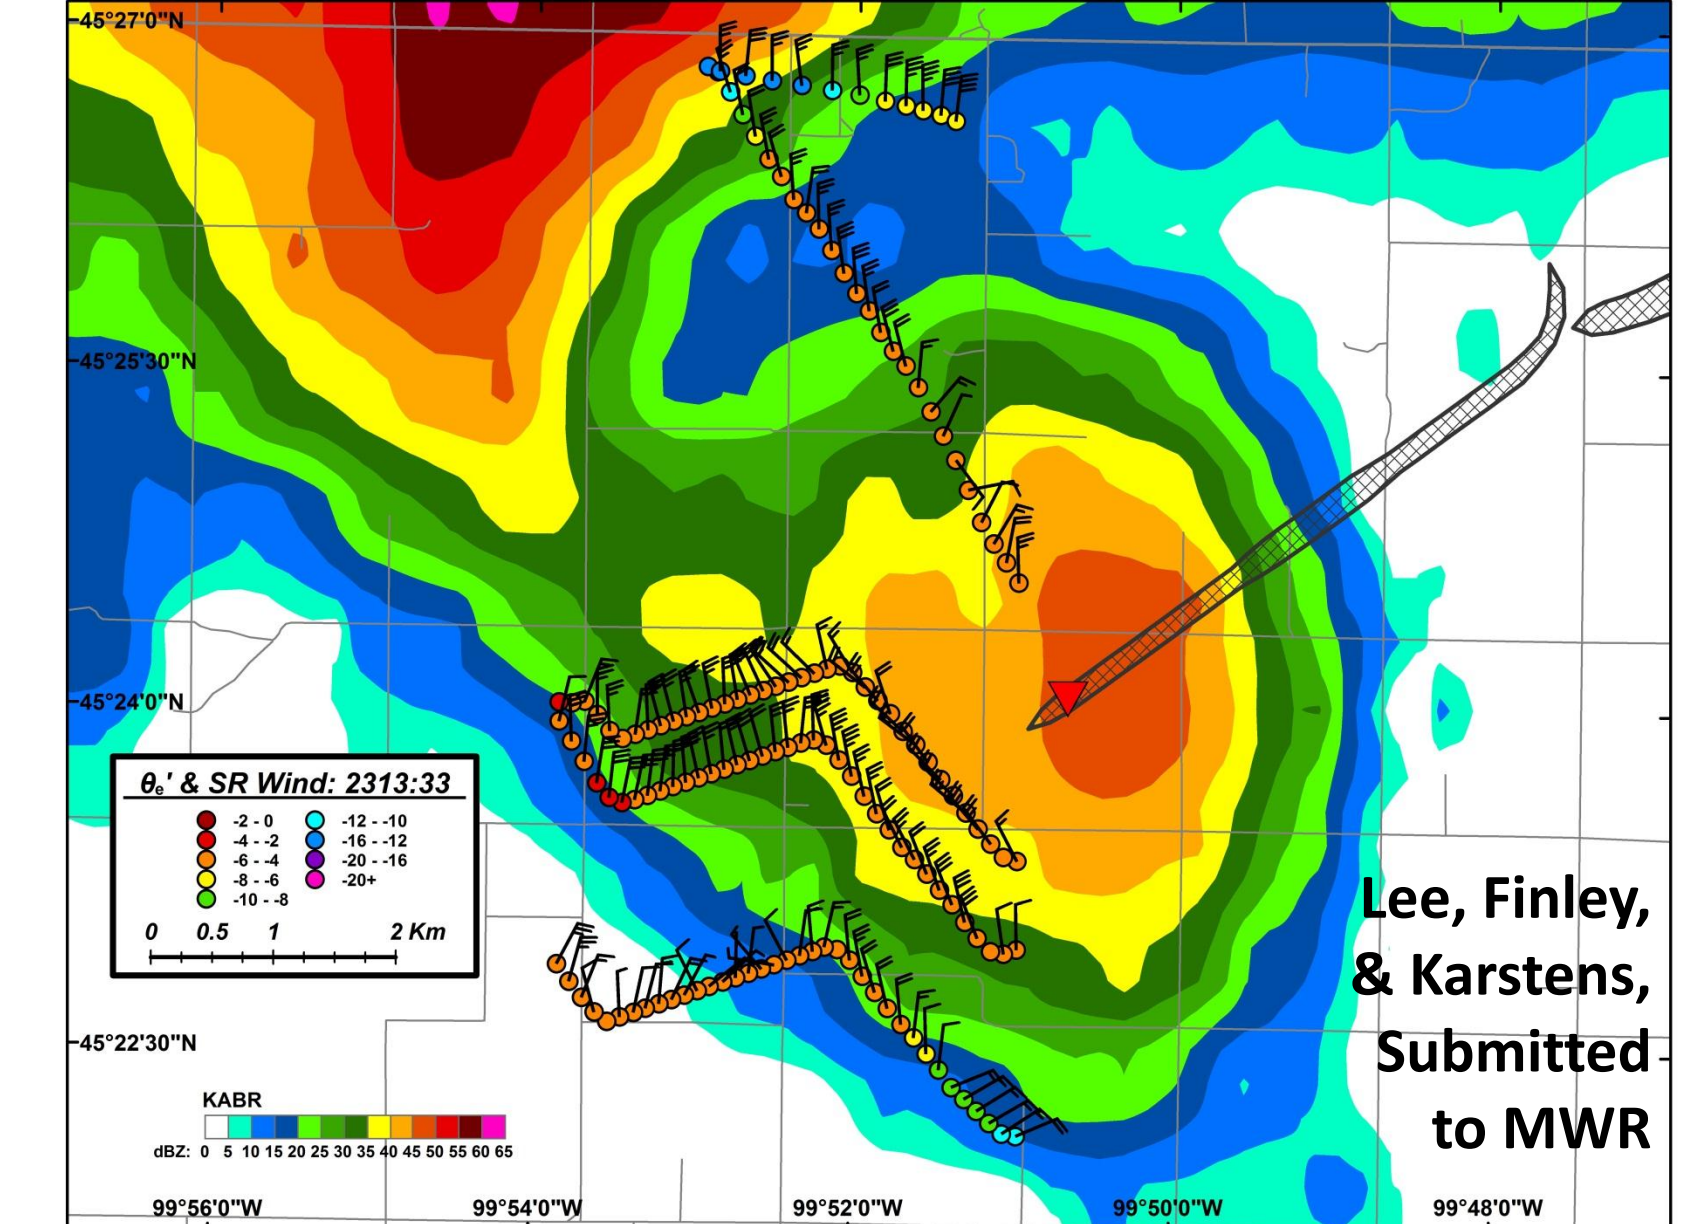 45°27'0"N
45°25'30"N
45°24'0"N
θe' & SR Wind: 2313:33
-2 - 0 -12 - -10
-4 - -2 -16 - -12
-6 - -4 -20 - -16
-8 - -6 -20+
-10 - -8
0 0.5 1 2 Km
Lee, Finley,
& Karstens,
Submitted
to MWR
45°22'30"N
KABR
dBZ: 0 5 10 15 20 25 30 35 40 45 50 55 60 65
99°56'0"W 99°54'0"W 99°52'0"W 99°50'0"W 99°48'0"W